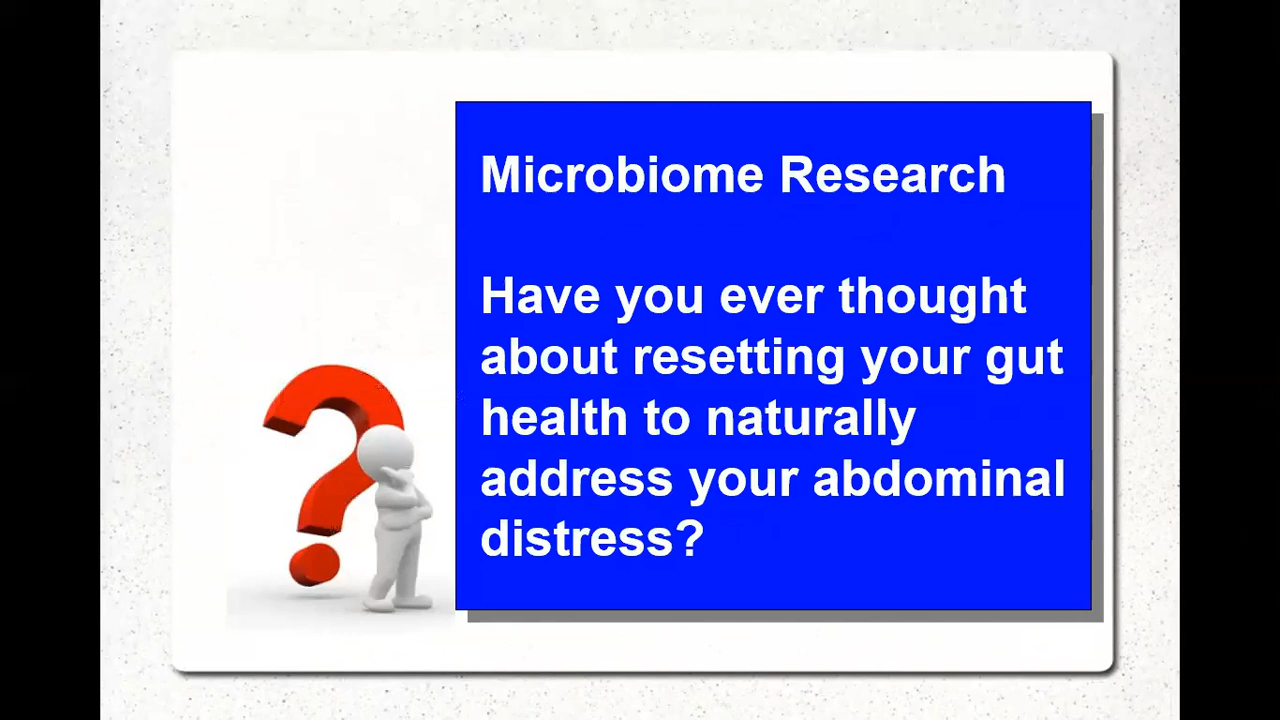 Microbiome Research
Have you ever thought
about resetting your gut
health to naturally
address your abdominal
distress?